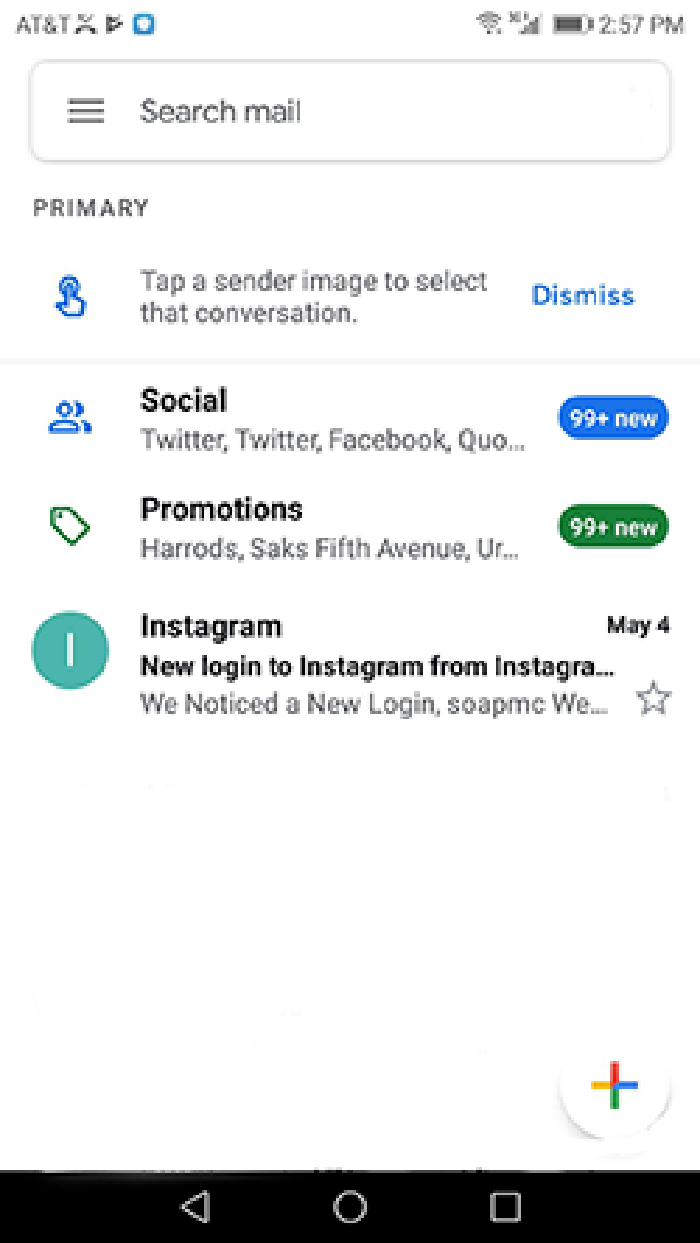 AT&T 2:57 PM
Search mail
PRIMARY
Tap a sender image to select
that conversation.
Dismiss
Social
99+ new
Twitter, Twitter, Facebook, Quo...
Promotions
99+ new
Harrods, Saks Fifth Avenue, Ur...
I
Instagram
May 4
New login to Instagram from Instagra...
We Noticed a New Login, soapmc We...